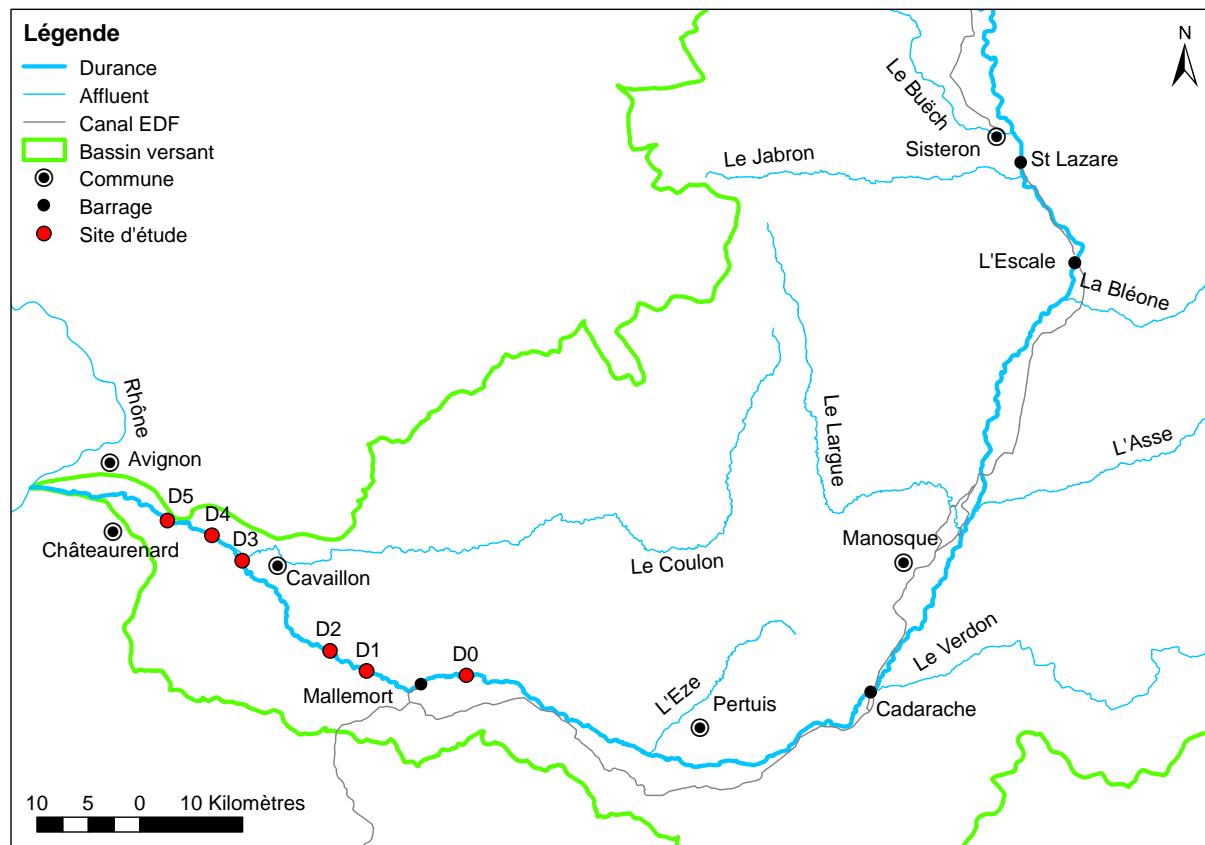 Légende
Durance
Affluent
Canal EDF
Bassin versant
Commune
Barrage
Site d'étude
N
Le Buëch
Sisteron
St Lazare
Le Jabron
L'Escale
La Bléone
Rhône
Avignon
Le Largue
L'Asse
D5
D4
D3
Châteaurenard
Cavaillon
Le Coulon
Manosque
D2
D1
D0
Mallemort
L'Eze
Pertuis
Le Verdon
Cadarache
10 5 0 10 Kilomètres